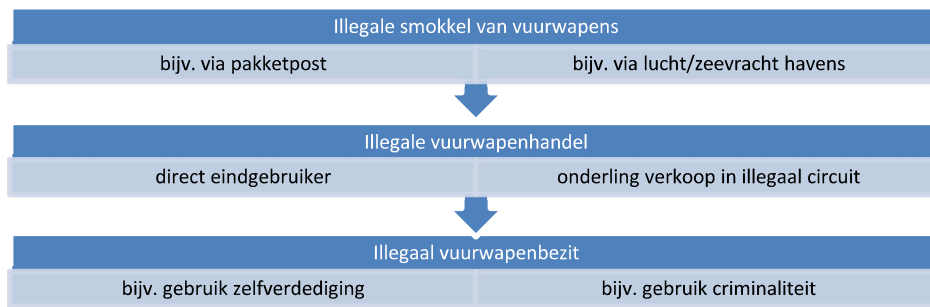 Illegale smokkel van vuurwapens
bijv. via pakketpost
bijv. via lucht/zeevracht havens
Illegale vuurwapenhandel
direct eindgebruiker
onderling verkoop in illegaal circuit
Illegaal vuurwapenbezit
bijv. gebruik zelfverdediging
bijv. gebruik criminaliteit